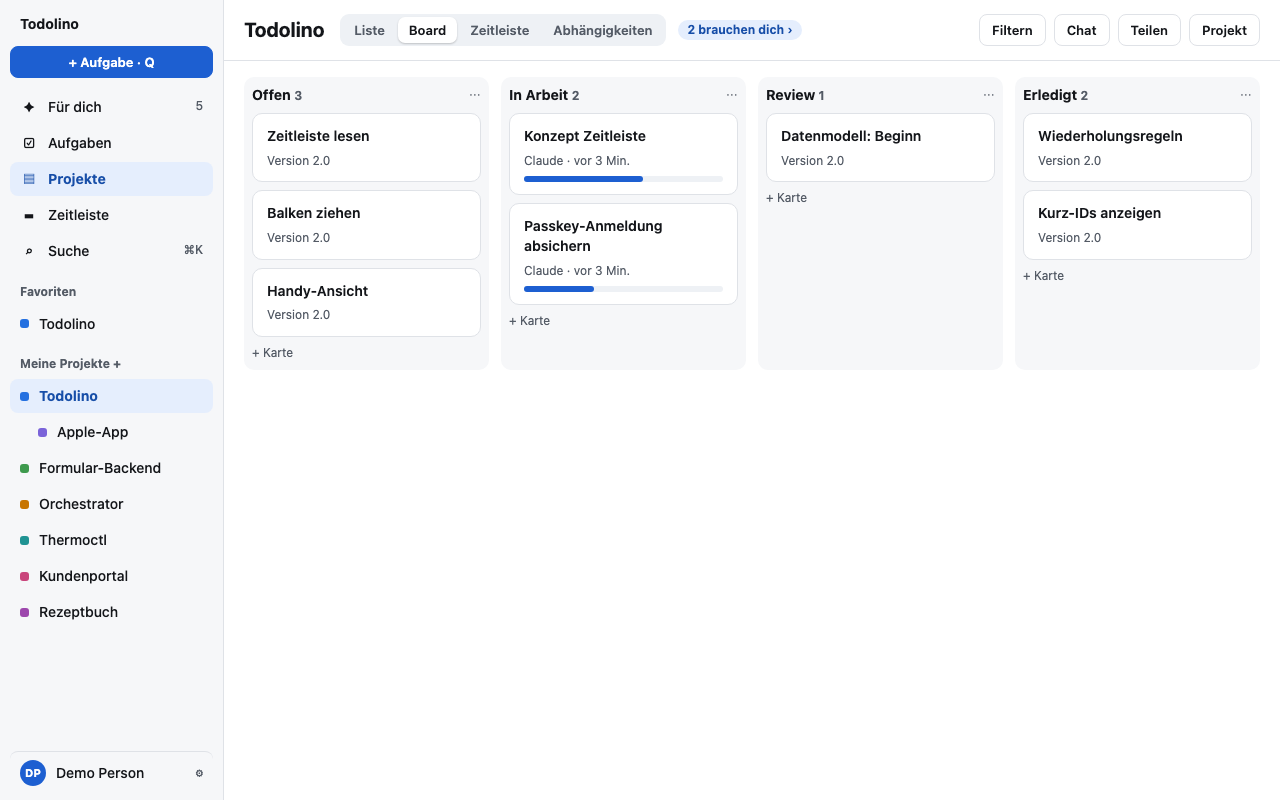 Todolino
+ Aufgabe · Q
Für dich 5
Aufgaben
Projekte
Zeitleiste
Suche ⌘K
Favoriten
Todolino
Meine Projekte +
Todolino
Apple-App
Formular-Backend
Orchestrator
Thermoctl
Kundenportal
Rezeptbuch
DP Demo Person
Todolino Liste Board Zeitleiste Abhängigkeiten 2 brauchen dich › Filtern Chat Teilen Projekt
Offen 3 ···
Zeitleiste lesen
Version 2.0
Balken ziehen
Version 2.0
Handy-Ansicht
Version 2.0
+ Karte
In Arbeit 2 ···
Konzept Zeitleiste
Claude · vor 3 Min.
Passkey-Anmeldung
absichern
Claude · vor 3 Min.
+ Karte
Review 1 ···
Datenmodell: Beginn
Version 2.0
+ Karte
Erledigt 2 ···
Wiederholungsregeln
Version 2.0
Kurz-IDs anzeigen
Version 2.0
+ Karte